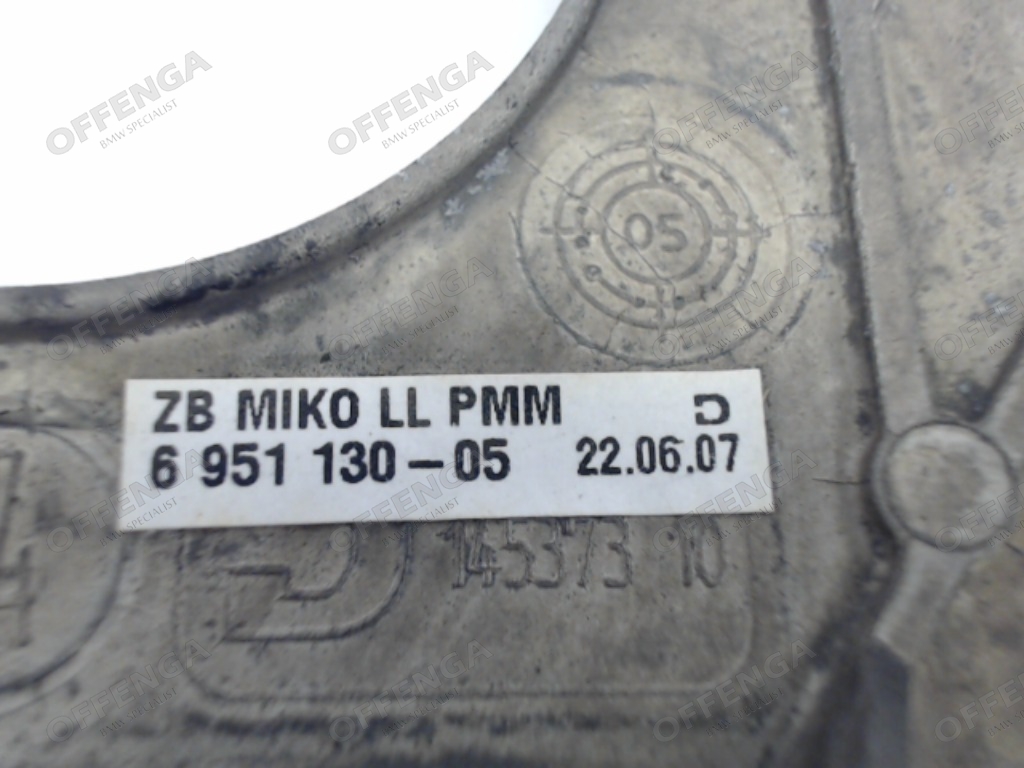 OFFENGA
BMW SPECIALIST
05
ZB MIKO LL PMM D
6 951 130-05 22.06.07
145373 10